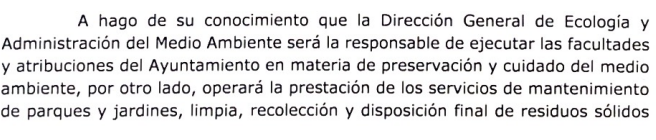 A hago de su conocimiento que la Dirección General de Ecología y
Administración del Medio Ambiente será la responsable de ejecutar las facultades
y atribuciones del Ayuntamiento en materia de preservación y cuidado del medio
ambiente, por otro lado, operará la prestación de los servicios de mantenimiento
de parques y jardines, limpia, recolección y disposición final de residuos sólidos